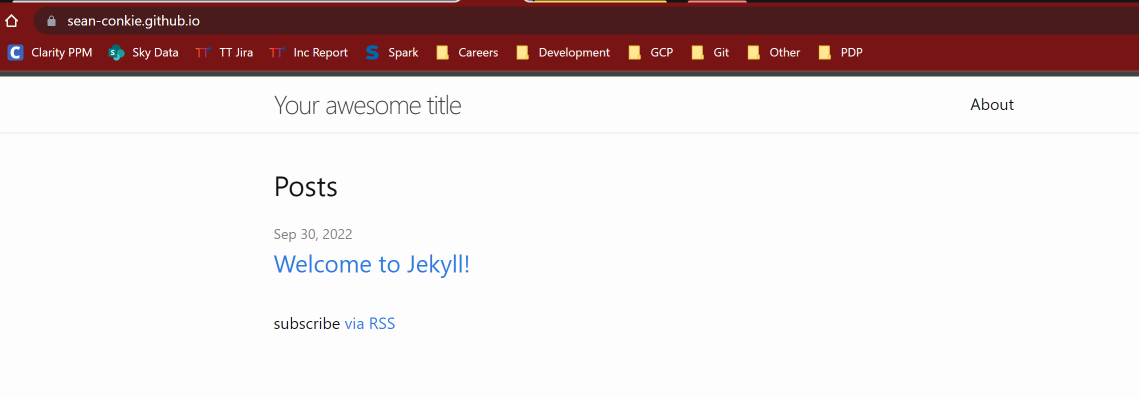 sean-conkie.github.io
Clarity PPM Sky Data TT Jira Inc Report Spark Careers Development GCP Git Other PDP
Your awesome title About
Posts
Sep 30, 2022
Welcome to Jekyll!
subscribe via RSS